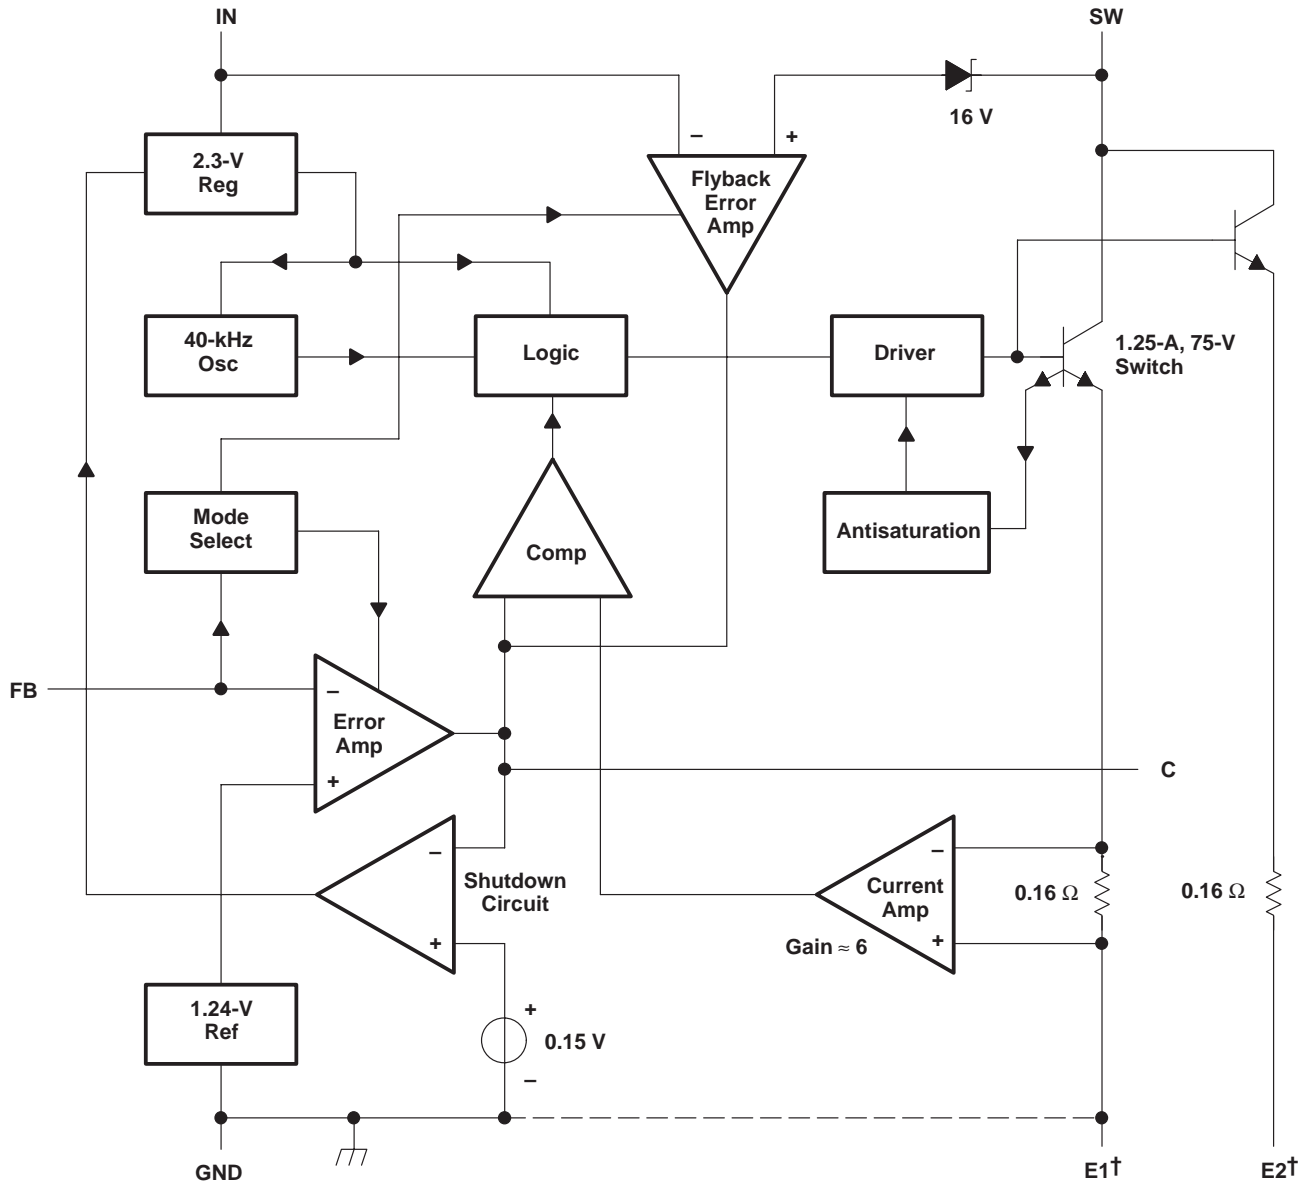 IN
SW
16 V
–
+
2.3-V
Reg
Flyback
Error
Amp
40-kHz
Osc
Logic
Driver
1.25-A, 75-V
Switch
Mode
Select
Comp
Antisaturation
FB
–
Error
Amp
+
C
–
Shutdown
Circuit
+
–
Current
Amp
+
Gain ≈ 6
0.16 Ω
0.16 Ω
1.24-V
Ref
+
0.15 V
–
GND
E1†
E2†